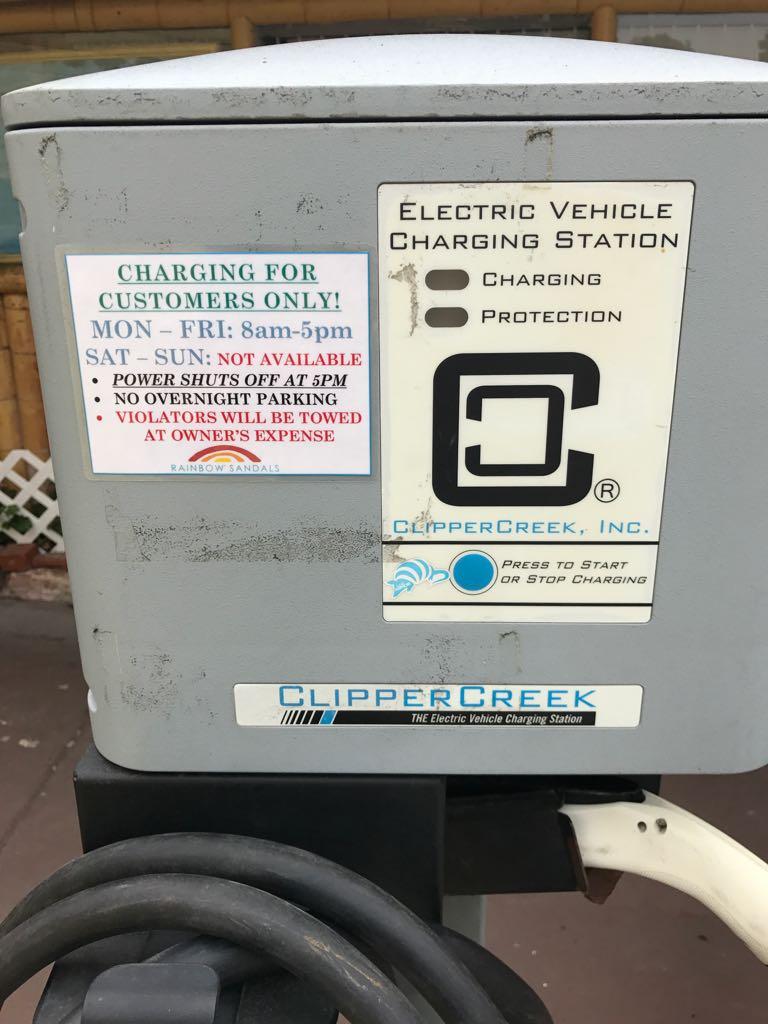 CHARGING FOR
CUSTOMERS ONLY!
MON – FRI: 8am-5pm
SAT – SUN: NOT AVAILABLE
• POWER SHUTS OFF AT 5PM
• NO OVERNIGHT PARKING
• VIOLATORS WILL BE TOWED
AT OWNER'S EXPENSE
RAINBOW SANDALS
ELECTRIC VEHICLE
CHARGING STATION
CHARGING
PROTECTION
®
CLIPPERCREEK, INC.
PRESS TO START
OR STOP CHARGING
CLIPPERCREEK
THE Electric Vehicle Charging Station